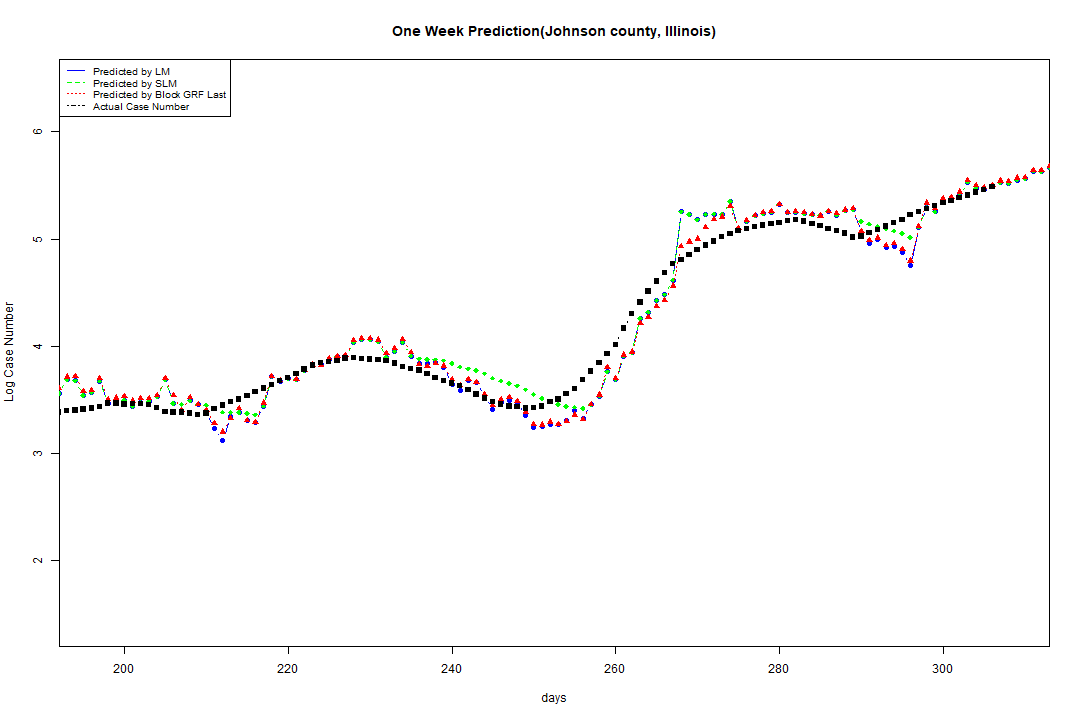 One Week Prediction(Johnson county, Illinois)
Predicted by LM
Predicted by SLM
Predicted by Block GRF Last
Actual Case Number
6
5
4
3
2
Log Case Number
200 220 240 260 280 300
days